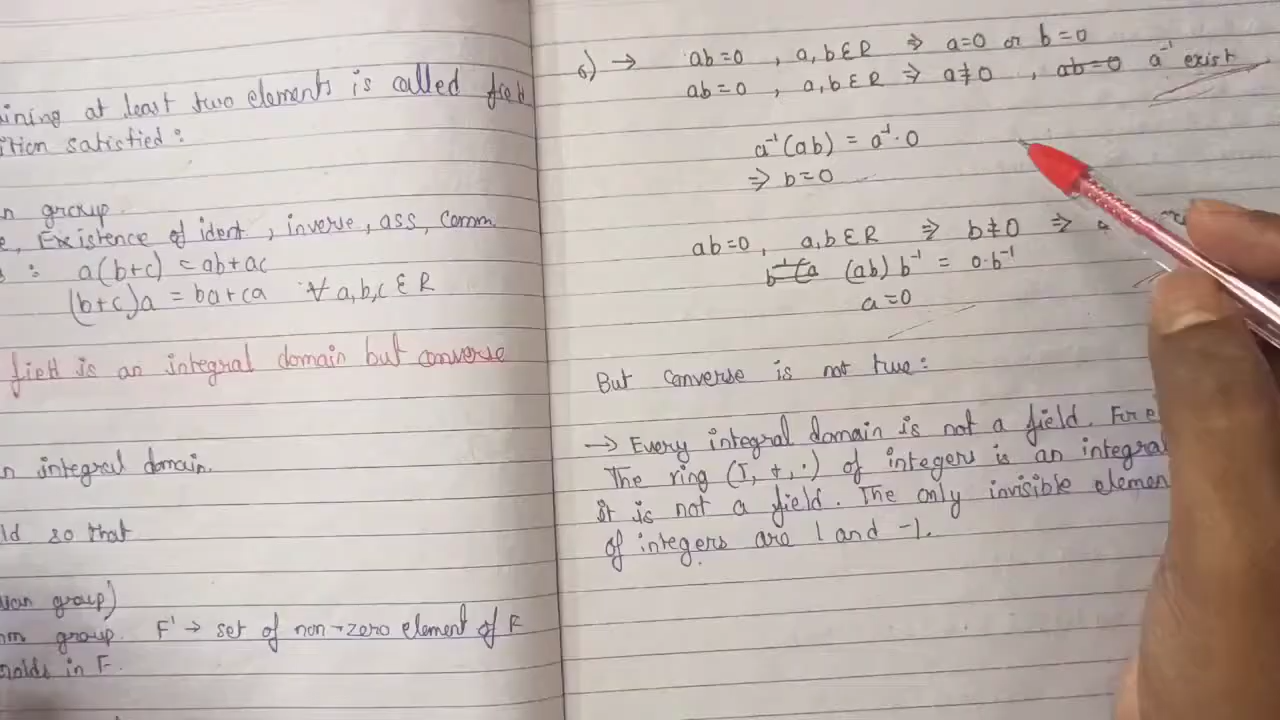 ining at least two elements is called field
ition satisfied :
n group
e, Existence of ident, inverse, ass, comm.
s : a(b+c) = ab+ac
(b+c)a = ba+ca ∀ a,b,c ∈ R
field is an integral domain but converse
n integral domain.
ld so that
ian group)
mm group. F' → set of non-zero element of F
holds in F.
6) → ab=0 , a,b ∈ R ⇒ a=0 or b=0
ab=0 , a,b ∈ R ⇒ a≠0 , ab=0 a⁻¹ exist
a⁻¹(ab) = a⁻¹·0
⇒ b=0
ab=0, a,b ∈ R ⇒ b≠0 ⇒
b⁻¹(a (ab)b⁻¹ = 0·b⁻¹
a=0
But converse is not true:
→ Every integral domain is not a field. For e
The ring (I, +, ·) of integers is an integral
it is not a field. The only invisible elemen
of integers are 1 and -1.